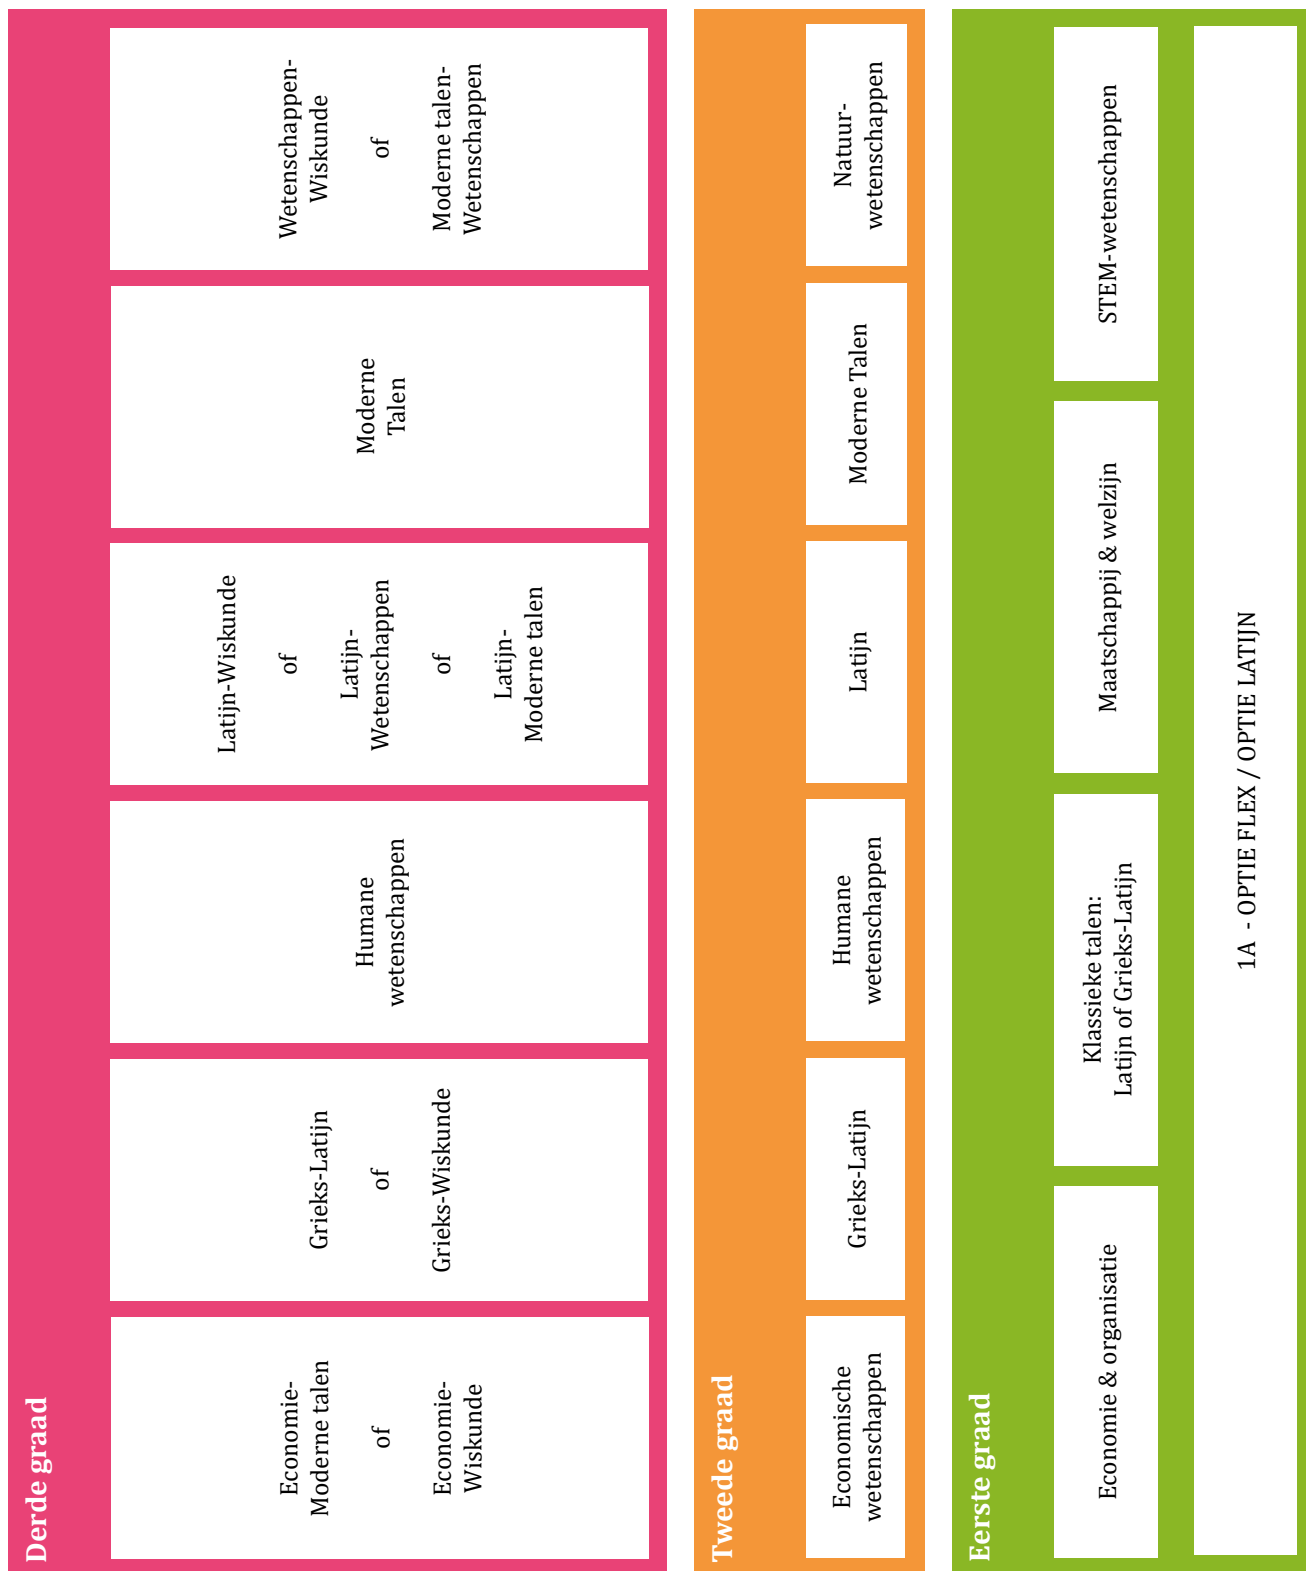 Derde graad
Economie-
Moderne talen
of
Economie-
Wiskunde
Grieks-Latijn
of
Grieks-Wiskunde
Humane
wetenschappen
Latijn-Wiskunde
of
Latijn-
Wetenschappen
of
Latijn-
Moderne talen
Moderne
Talen
Wetenschappen-
Wiskunde
of
Moderne talen-
Wetenschappen
Tweede graad
Economische
wetenschappen
Grieks-Latijn
Humane
wetenschappen
Latijn
Moderne Talen
Natuur-
wetenschappen
Eerste graad
Economie & organisatie
Klassieke talen:
Latijn of Grieks-Latijn
Maatschappij & welzijn
STEM-wetenschappen
1A - OPTIE FLEX / OPTIE LATIJN